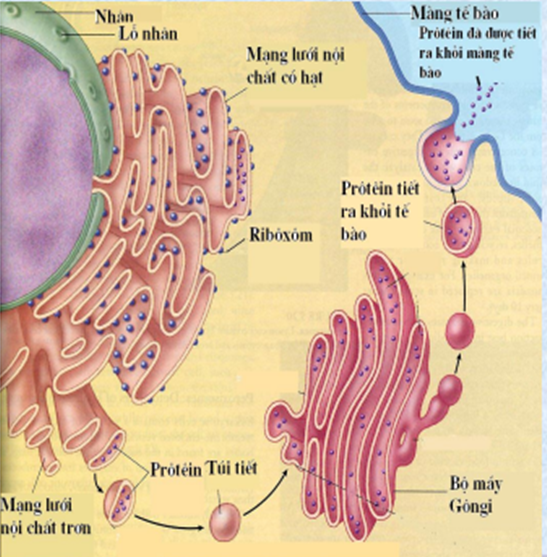 Nhân
Lỗ nhân
Mạng lưới nội
chất có hạt
Ribôxôm
Màng tế bào
Prôtêin đã được tiết
ra khỏi màng tế
bào
Prôtêin tiết
ra khỏi tế
bào
Prôtêin Túi tiết
Mạng lưới
nội chất trơn
Bộ máy
Gôngi